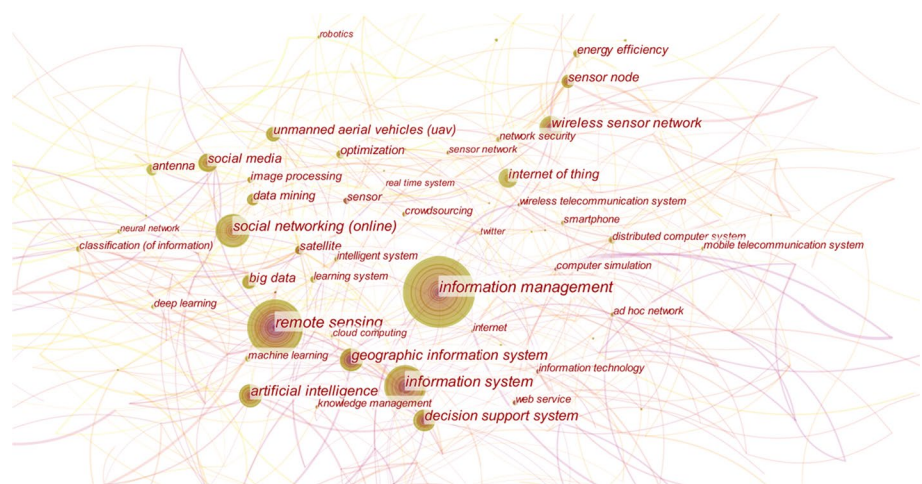 robotics
energy efficiency
sensor node
wireless sensor network
unmanned aerial vehicles (uav)
network security
optimization
sensor network
social media
antenna
image processing
internet of thing
real time system
data mining
sensor
wireless telecommunication system
crowdsourcing
smartphone
social networking (online)
neural network
twitter
distributed computer system
classification (of information)
mobile telecommunication system
satellite
intelligent system
computer simulation
big data
learning system
information management
deep learning
ad hoc network
remote sensing
internet
cloud computing
machine learning
geographic information system
information technology
information system
artificial intelligence
web service
knowledge management
decision support system